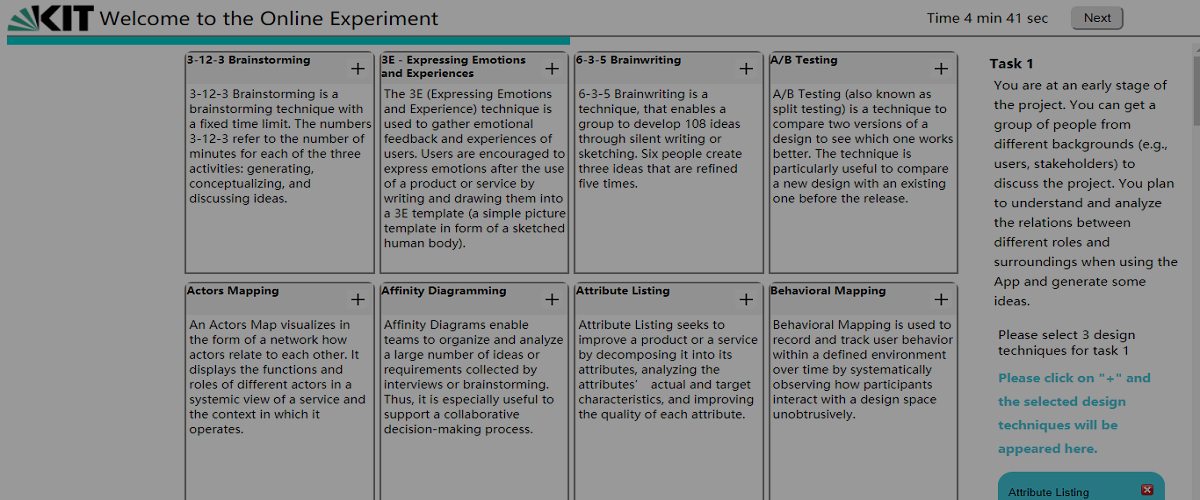 KIT Welcome to the Online Experiment
Time 4 min 41 sec
Next
3-12-3 Brainstorming
+
3-12-3 Brainstorming is a
brainstorming technique with
a fixed time limit. The numbers
3-12-3 refer to the number of
minutes for each of the three
activities: generating,
conceptualizing, and
discussing ideas.
3E - Expressing Emotions
and Experiences
+
The 3E (Expressing Emotions
and Experience) technique is
used to gather emotional
feedback and experiences of
users. Users are encouraged to
express emotions after the use
of a product or service by
writing and drawing them into
a 3E template (a simple picture
template in form of a sketched
human body).
6-3-5 Brainwriting
+
6-3-5 Brainwriting is a
technique, that enables a
group to develop 108 ideas
through silent writing or
sketching. Six people create
three ideas that are refined
five times.
A/B Testing
+
A/B Testing (also known as
split testing) is a technique to
compare two versions of a
design to see which one works
better. The technique is
particularly useful to compare
a new design with an existing
one before the release.
Actors Mapping
+
An Actors Map visualizes in
the form of a network how
actors relate to each other. It
displays the functions and
roles of different actors in a
systemic view of a service and
the context in which it
operates.
Affinity Diagramming
+
Affinity Diagrams enable
teams to organize and analyze
a large number of ideas or
requirements collected by
interviews or brainstorming.
Thus, it is especially useful to
support a collaborative
decision-making process.
Attribute Listing
+
Attribute Listing seeks to
improve a product or a service
by decomposing it into its
attributes, analyzing the
attributes’ actual and target
characteristics, and improving
the quality of each attribute.
Behavioral Mapping
+
Behavioral Mapping is used to
record and track user behavior
within a defined environment
over time by systematically
observing how participants
interact with a design space
unobtrusively.
Task 1
You are at an early stage of
the project. You can get a
group of people from
different backgrounds (e.g.,
users, stakeholders) to
discuss the project. You plan
to understand and analyze
the relations between
different roles and
surroundings when using the
App and generate some
ideas.
Please select 3 design
techniques for task 1
Please click on "+" and
the selected design
techniques will be
appeared here.
Attribute Listing